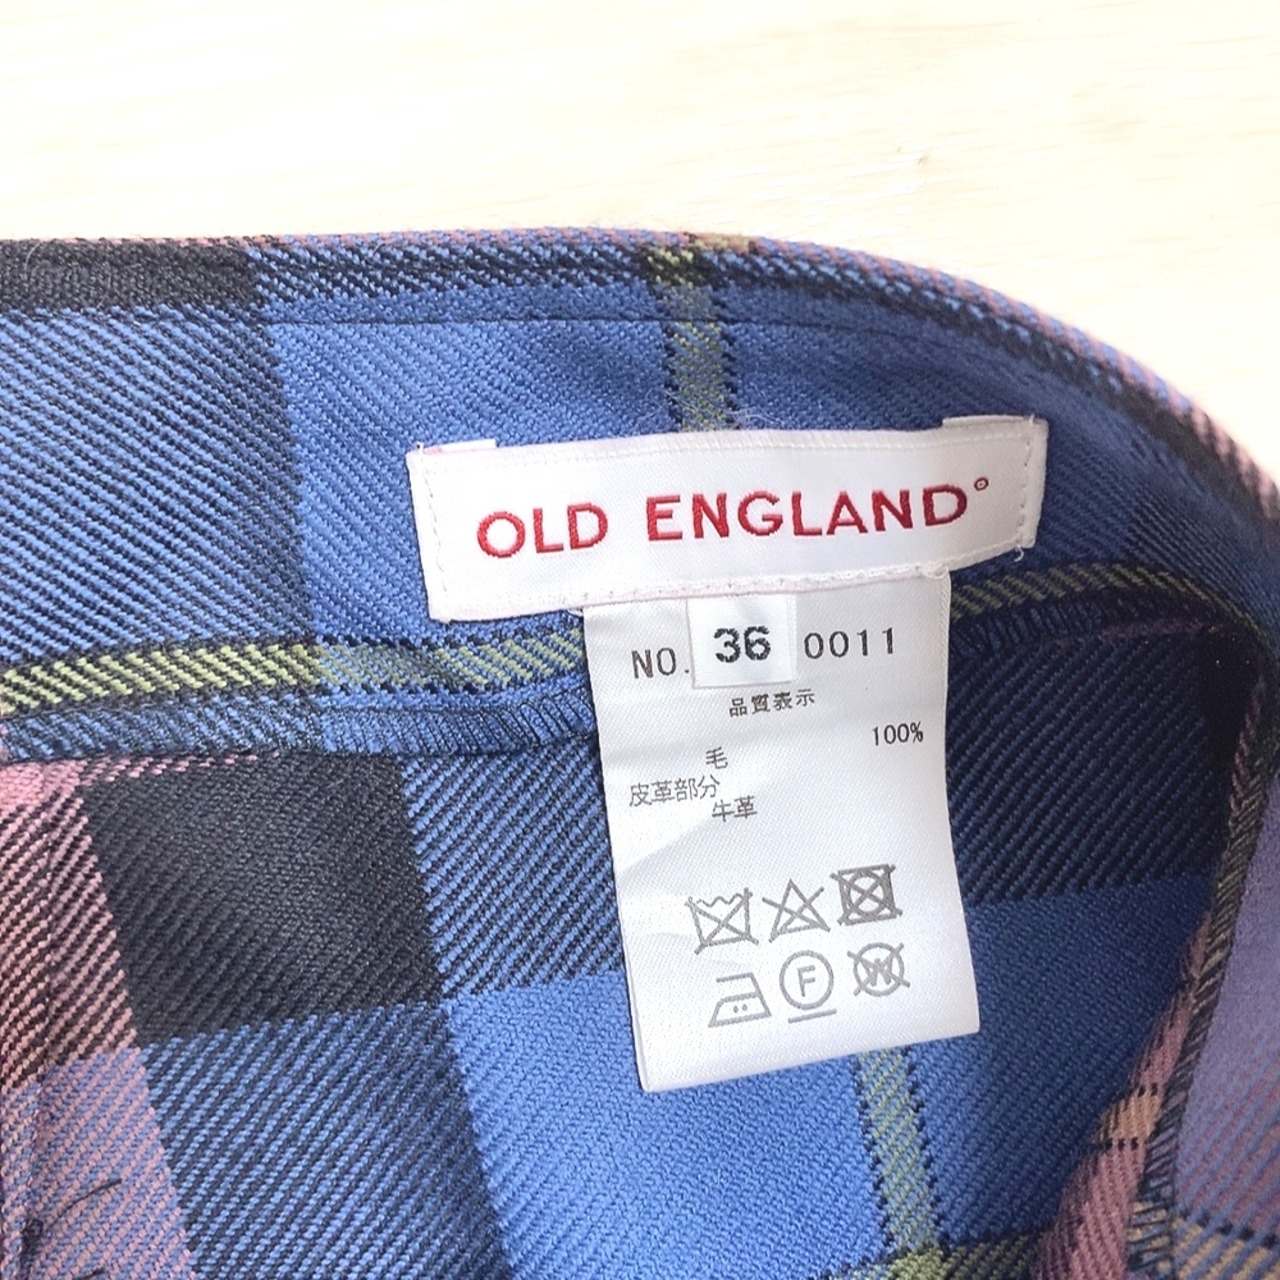 OLD ENGLAND
NO. 36 0011
品質表示
毛 100%
皮革部分
牛革
F W